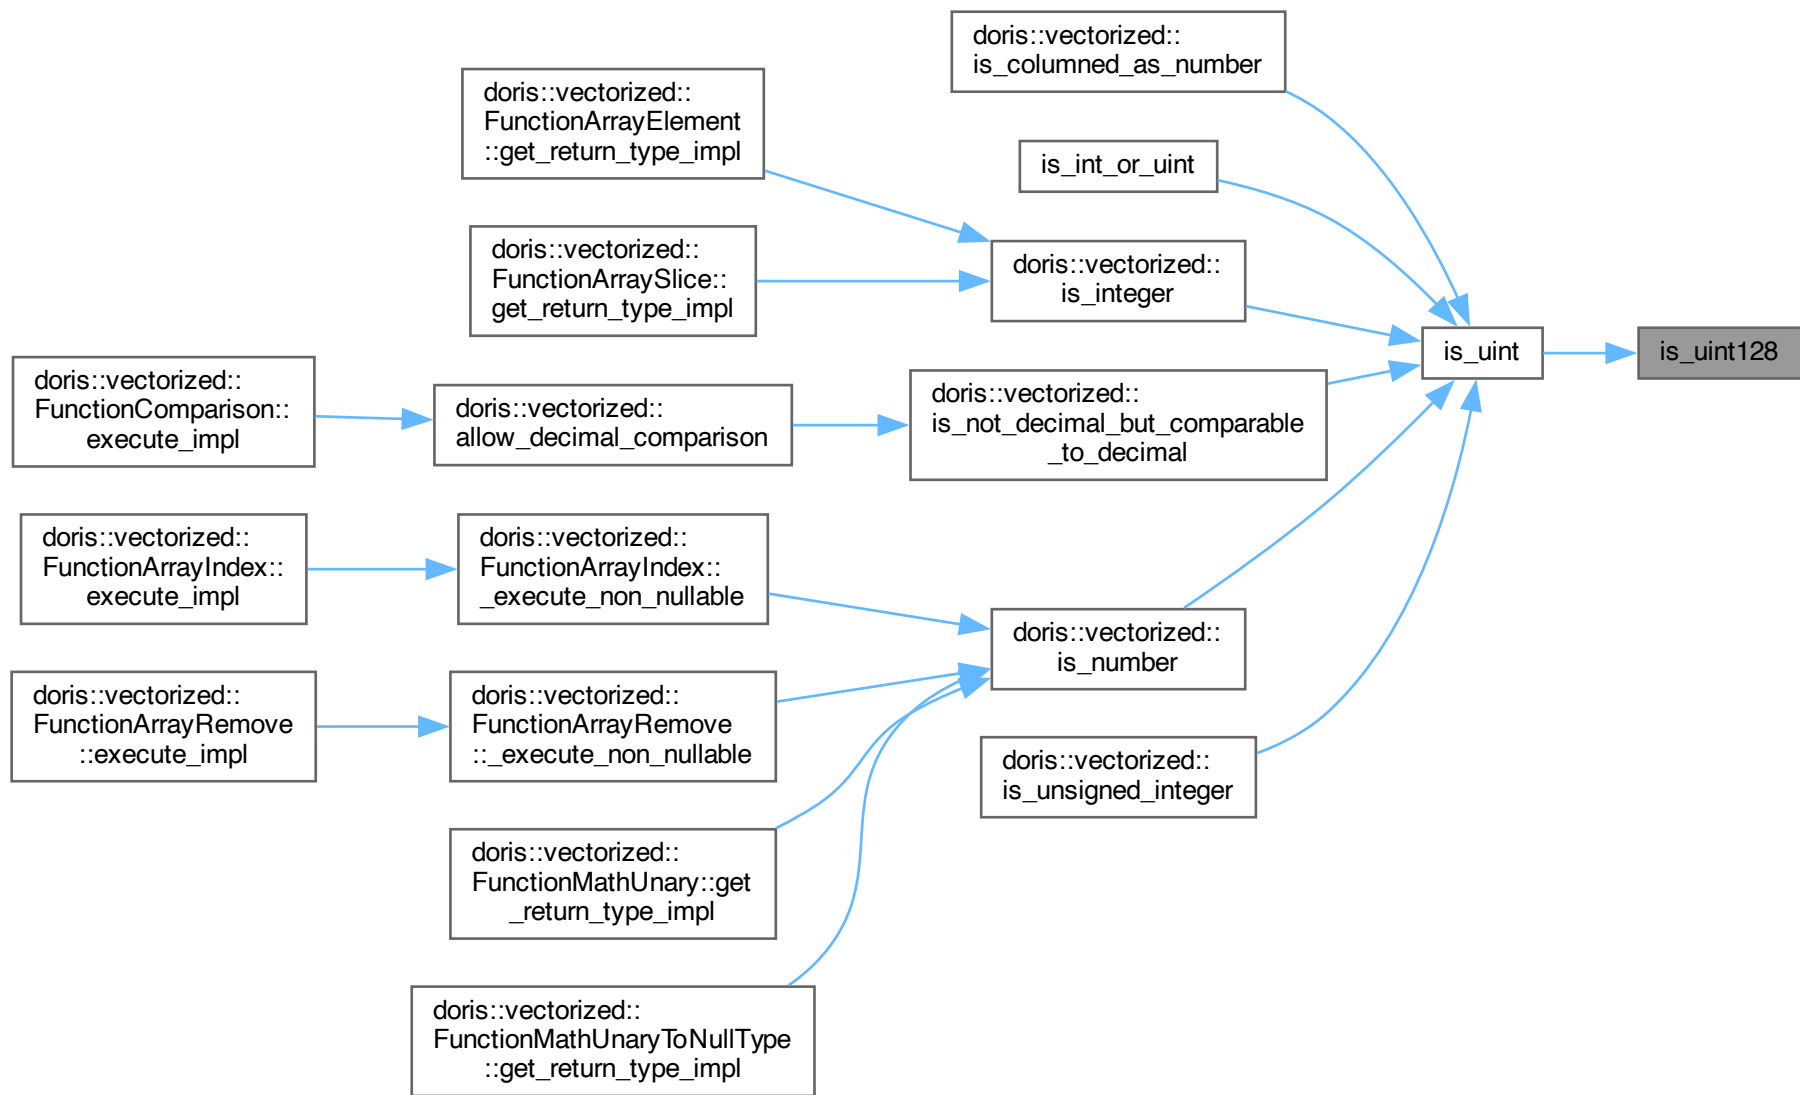 doris::vectorized::
is_columned_as_number
doris::vectorized::
FunctionArrayElement
::get_return_type_impl
is_int_or_uint
doris::vectorized::
FunctionArraySlice::
get_return_type_impl
doris::vectorized::
is_integer
is_uint
is_uint128
doris::vectorized::
FunctionComparison::
execute_impl
doris::vectorized::
allow_decimal_comparison
doris::vectorized::
is_not_decimal_but_comparable
_to_decimal
doris::vectorized::
FunctionArrayIndex::
execute_impl
doris::vectorized::
FunctionArrayIndex::
_execute_non_nullable
doris::vectorized::
is_number
doris::vectorized::
FunctionArrayRemove
::execute_impl
doris::vectorized::
FunctionArrayRemove
::_execute_non_nullable
doris::vectorized::
is_unsigned_integer
doris::vectorized::
FunctionMathUnary::get
_return_type_impl
doris::vectorized::
FunctionMathUnaryToNullType
::get_return_type_impl